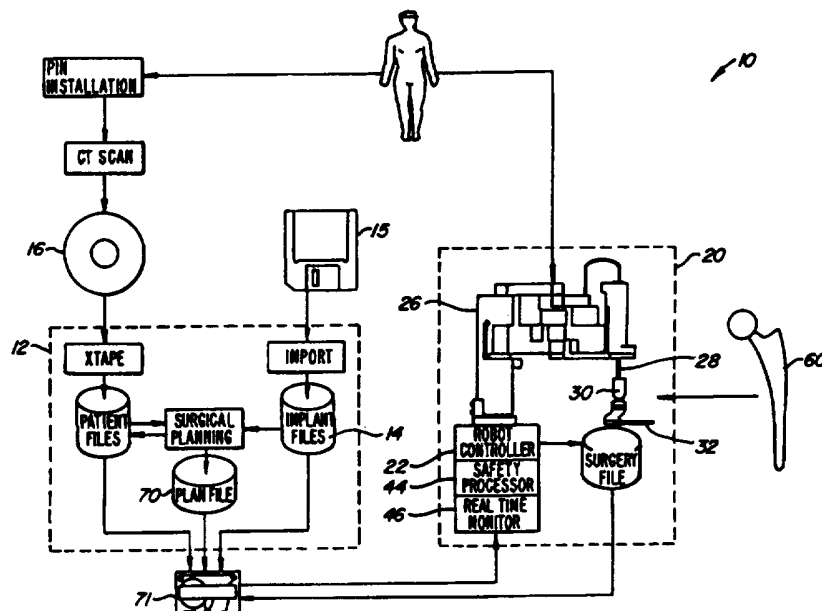 10
PIN
INSTALLATION
CT SCAN
16
15
20
26
12
XTAPE
IMPORT
28
30
60
PATIENT
FILES
SURGICAL
PLANNING
IMPLANT
FILES
14
32
ROBOT
CONTROLLER
22
SAFETY
PROCESSOR
44
REAL TIME
MONITOR
46
SURGERY
FILE
70
PLAN FILE
71